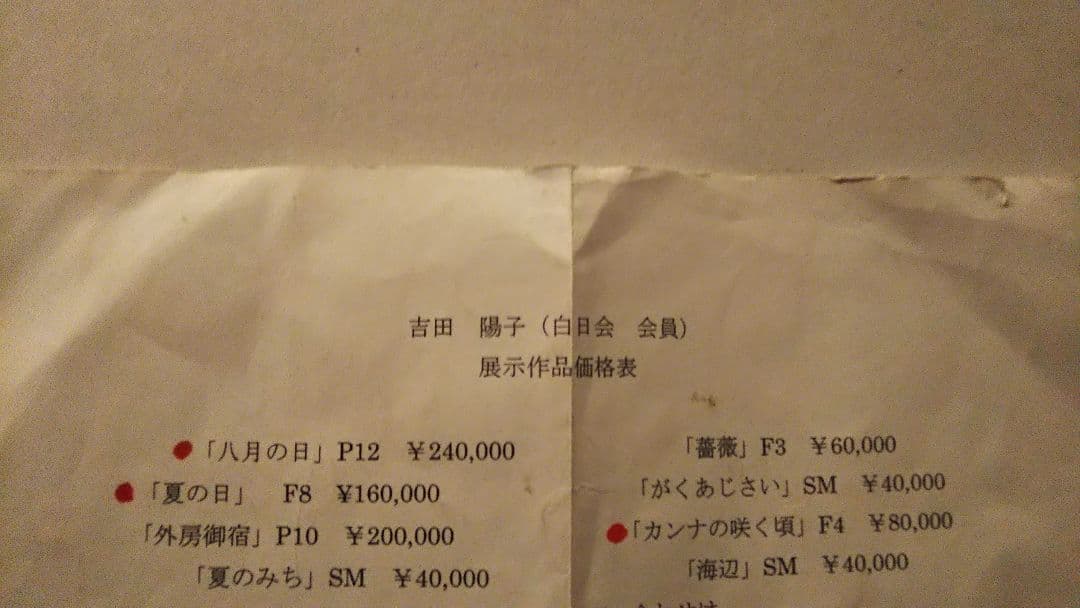 吉田　陽子（白日会　会員）
展示作品価格表
「八月の日」P12　￥240,000
「夏の日」　F8　¥160,000
「外房御宿」P10　￥200,000
「夏のみち」SM　￥40,000
「薔薇」F3　￥60,000
「がくあじさい」SM　￥40,000
「カンナの咲く頃」F4　￥80,000
「海辺」SM　￥40,000